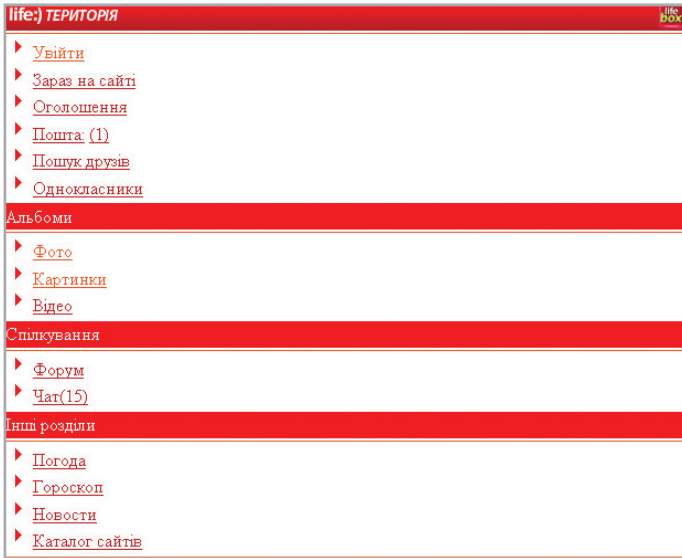 life:) ТЕРИТОРІЯ
life box
Увійти
Зараз на сайті
Оголошення
Пошта: (1)
Пошук друзів
Однокласники
Альбоми
Фото
Картинки
Відео
Спілкування
Форум
Чат(15)
Інші розділи
Погода
Гороскоп
Новости
Каталог сайтів